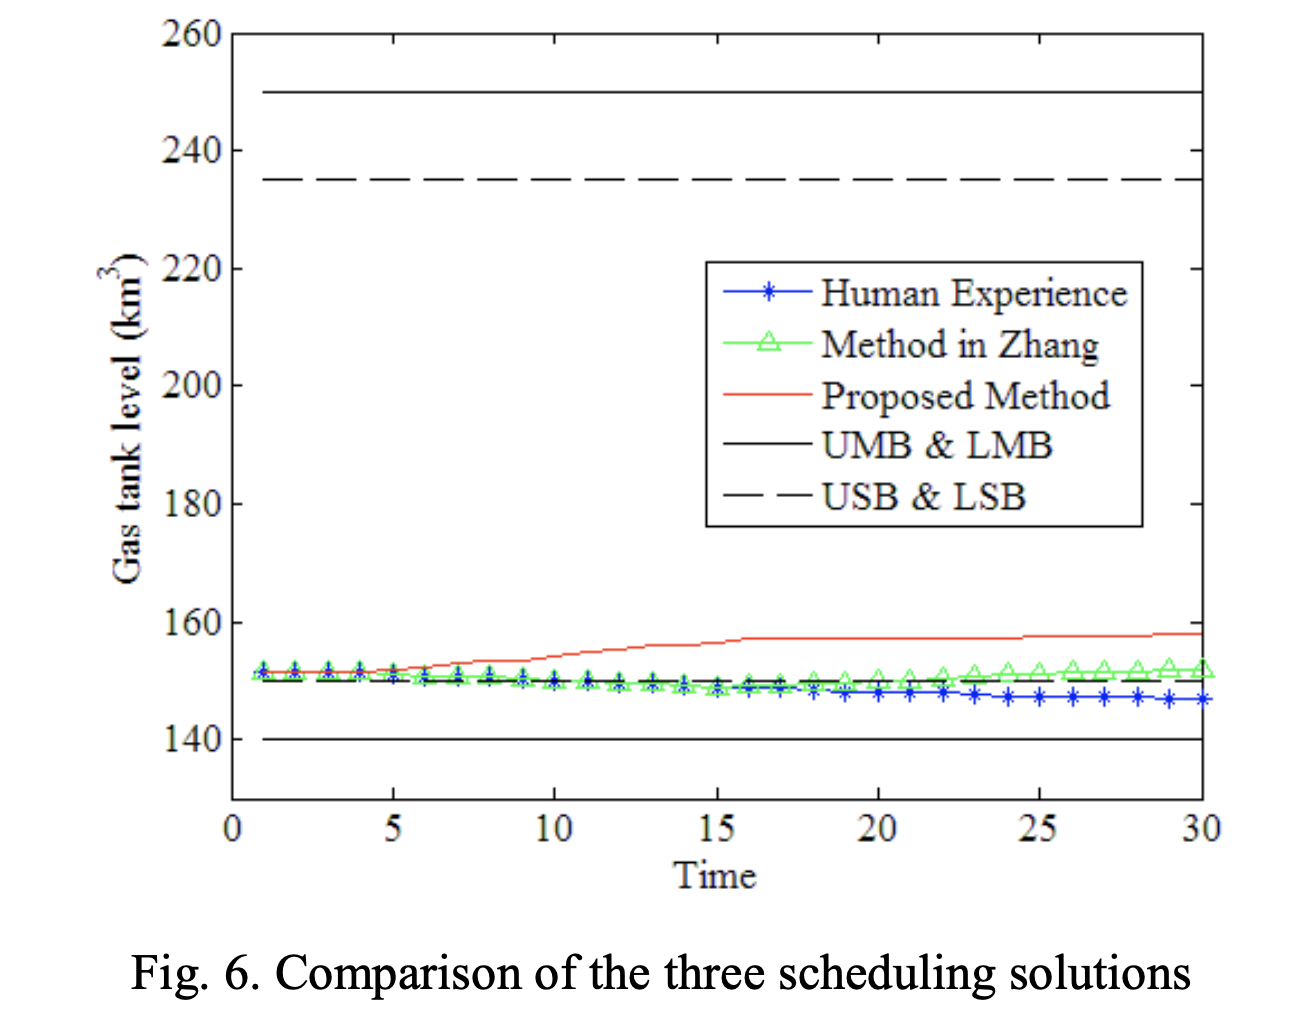 260
240
220
200
180
160
140
Gas tank level (km³)
Human Experience
Method in Zhang
Proposed Method
UMB & LMB
USB & LSB
0 5 10 15 20 25 30
Time
Fig. 6. Comparison of the three scheduling solutions